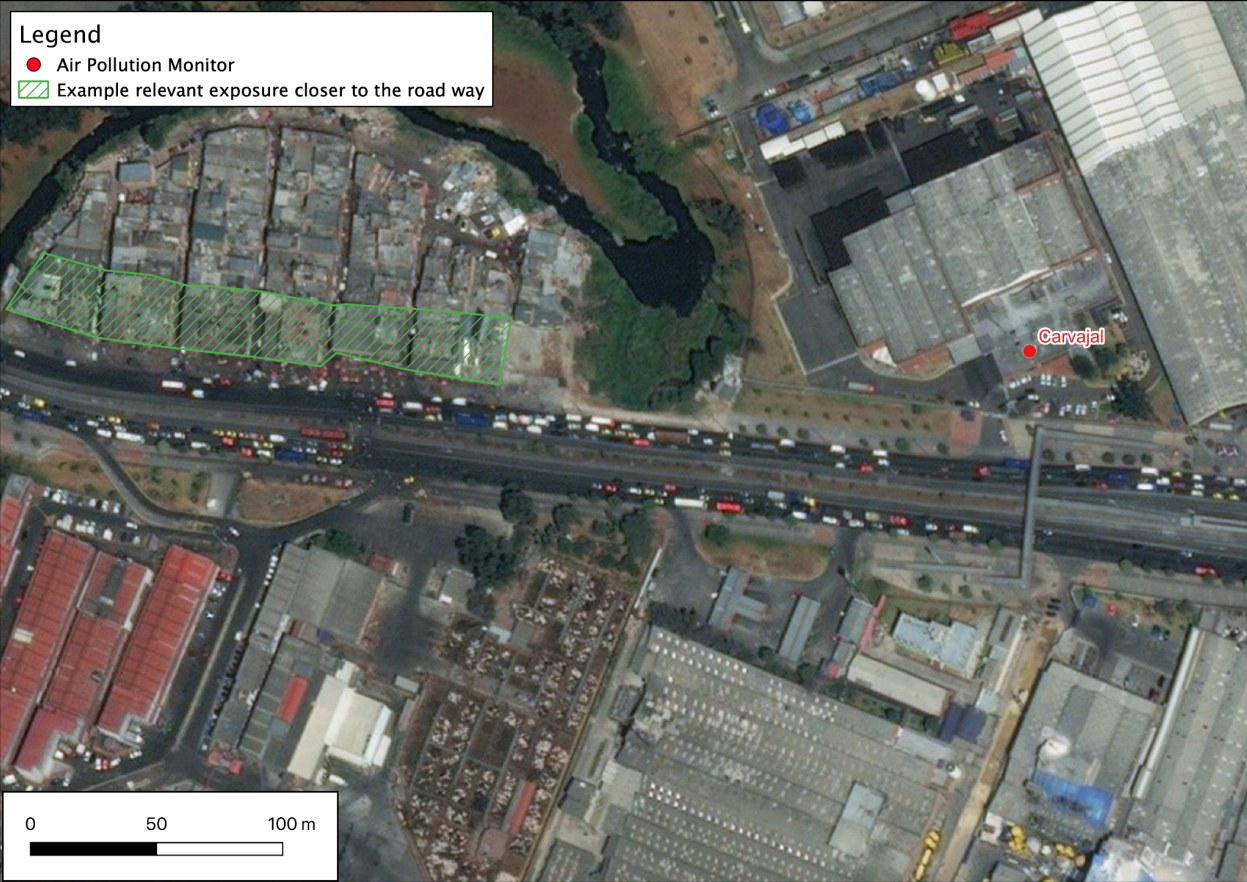 Legend
Air Pollution Monitor
Example relevant exposure closer to the road way
Carvajal
0 50 100 m